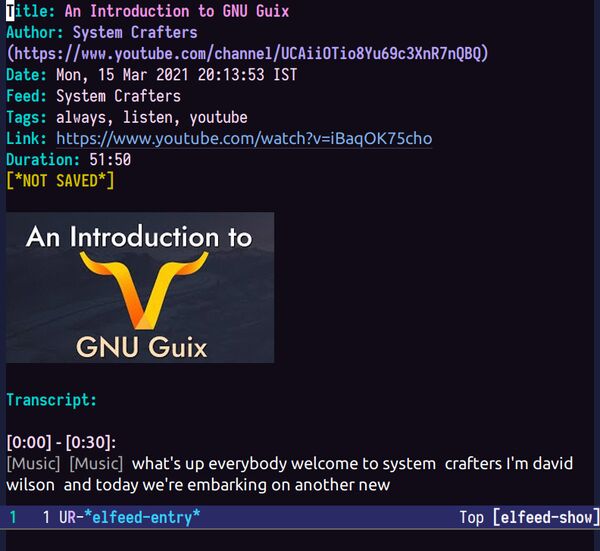 Title: An Introduction to GNU Guix
Author: System Crafters
(https://www.youtube.com/channel/UCAiiOTio8Yu69c3XnR7nQBQ)
Date: Mon, 15 Mar 2021 20:13:53 IST
Feed: System Crafters
Tags: always, listen, youtube
Link: https://www.youtube.com/watch?v=iBaqOK75cho
Duration: 51:50
[*NOT SAVED*]
An Introduction to
GNU Guix
Transcript:
[0:00] - [0:30]:
[Music] [Music] what's up everybody welcome to system crafters I'm david
wilson and today we're embarking on another new
1 1 UR-*elfeed-entry* Top [elfeed-show]